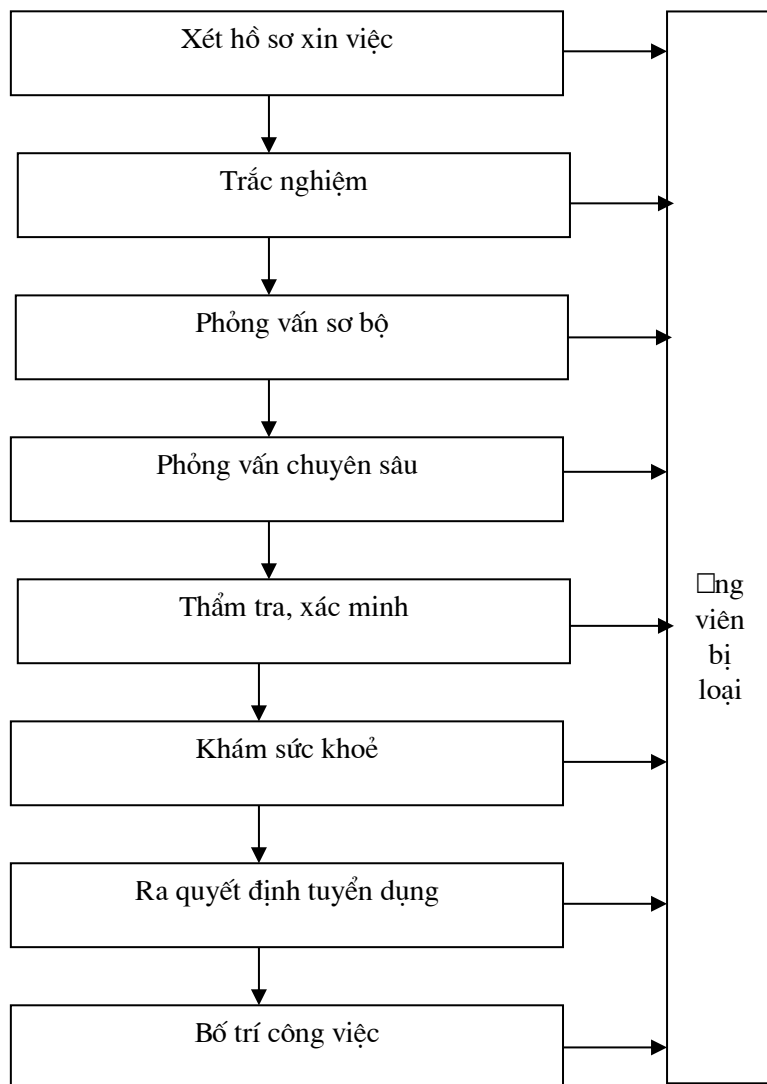 Xét hồ sơ xin việc
Trắc nghiệm
Phỏng vấn sơ bộ
Phỏng vấn chuyên sâu
Thẩm tra, xác minh
Khám sức khoẻ
Ra quyết định tuyển dụng
Bố trí công việc
□ng
viên
bị
loại